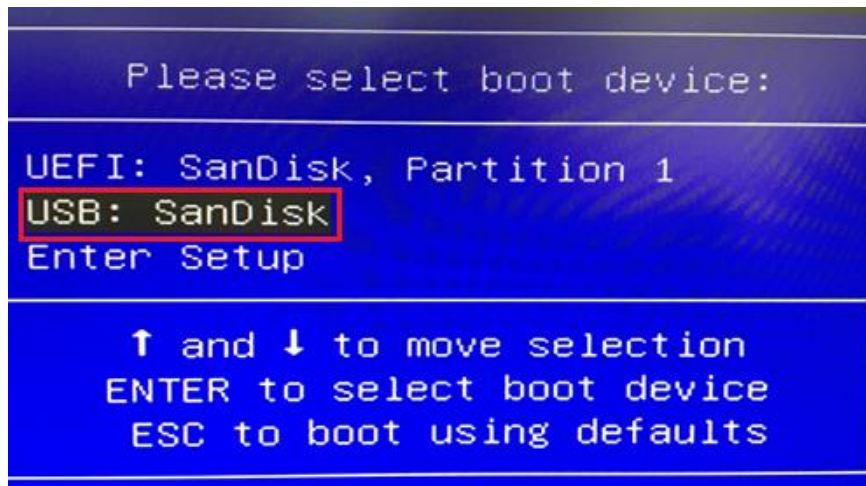 Please select boot device:
UEFI: SanDisk, Partition 1
USB: SanDisk
Enter Setup
↑ and ↓ to move selection
ENTER to select boot device
ESC to boot using defaults